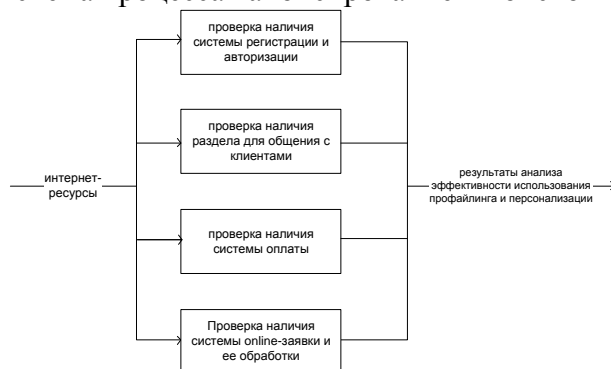 проверка наличия
системы регистрации и
авторизации
проверка наличия
раздела для общения с
клиентами
интернет-
ресурсы
результаты анализа
эффективности использования
профайлинга и персонализации
проверка наличия
системы оплаты
Проверка наличия
системы online-заявки и
ее обработки